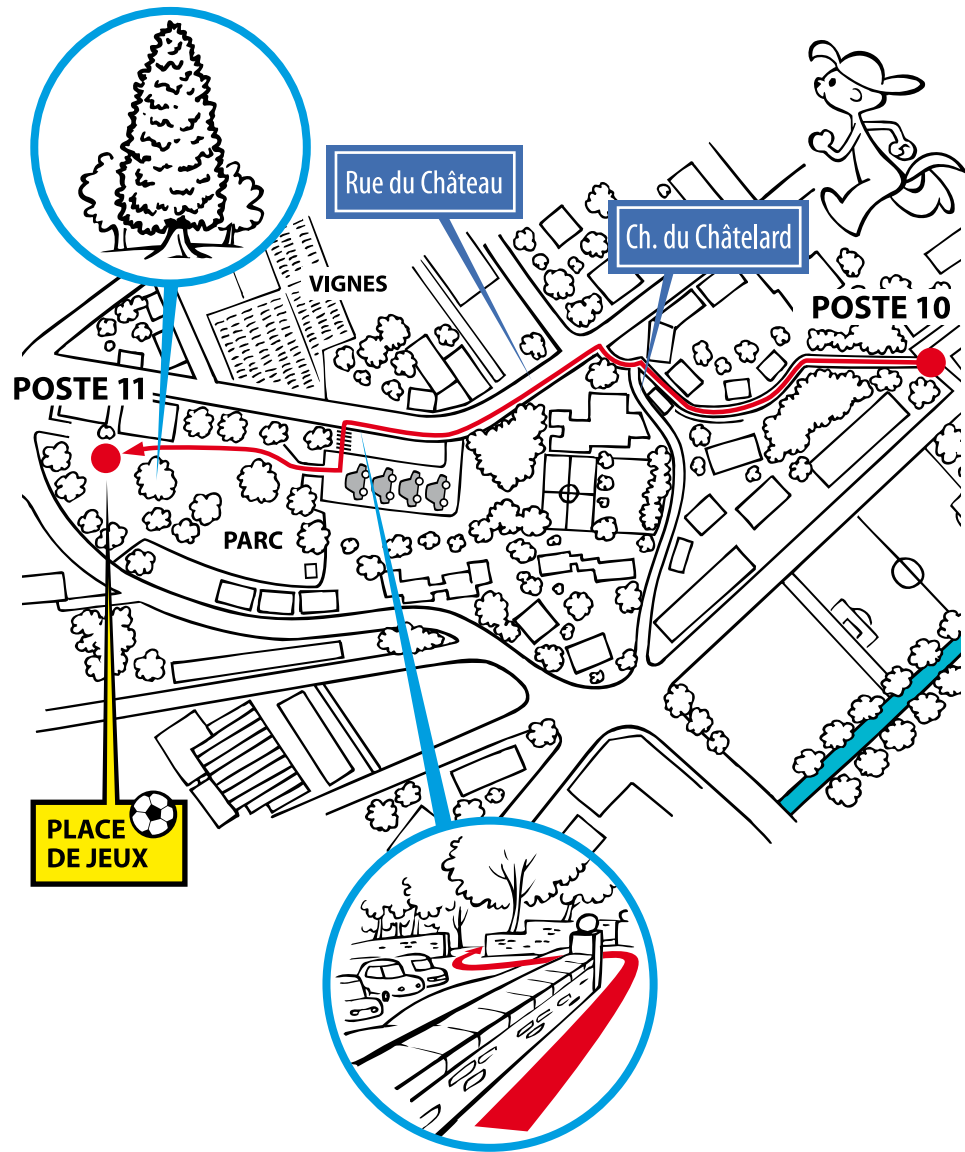 Rue du Château
Ch. du Châtelard
VIGNES
POSTE 10
POSTE 11
PARC
PLACE
DE JEUX